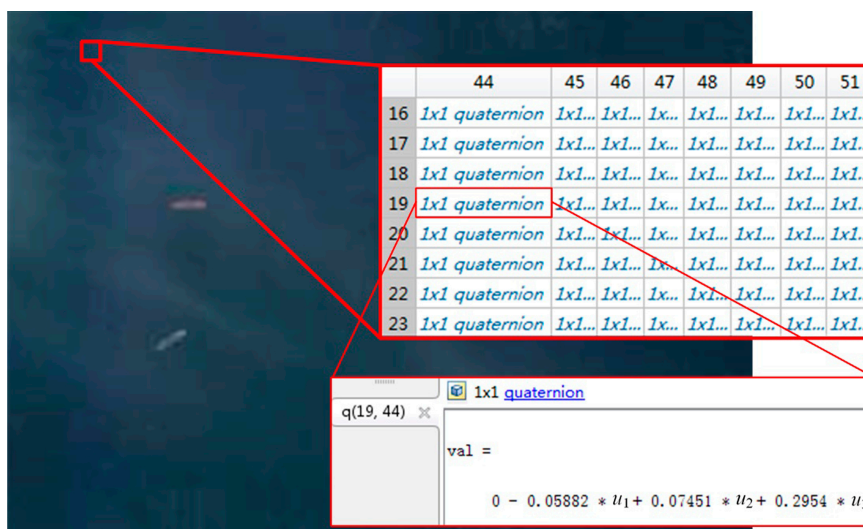 44 45 46 47 48 49 50 51
16 1x1 quaternion 1x1... 1x1... 1x... 1x1... 1x1... 1x1... 1x1.
17 1x1 quaternion 1x1... 1x1... 1x... 1x1... 1x1... 1x1... 1x1.
18 1x1 quaternion 1x1... 1x1... 1x... 1x1... 1x1... 1x1... 1x1.
19 1x1 quaternion 1x1... 1x1... 1x... 1x1... 1x1... 1x1... 1x1.
20 1x1 quaternion 1x1... 1x1... 1x... 1x1... 1x1... 1x1... 1x1.
21 1x1 quaternion 1x1... 1x1... 1x... 1x1... 1x1... 1x1... 1x1.
22 1x1 quaternion 1x1... 1x1... 1x... 1x1... 1x1... 1x1... 1x1.
23 1x1 quaternion 1x1... 1x1... 1x... 1x1... 1x1... 1x1... 1x1.
1x1 quaternion
q(19, 44)
val =
0 - 0.05882 * u₁ + 0.07451 * u₂ + 0.2954 * u